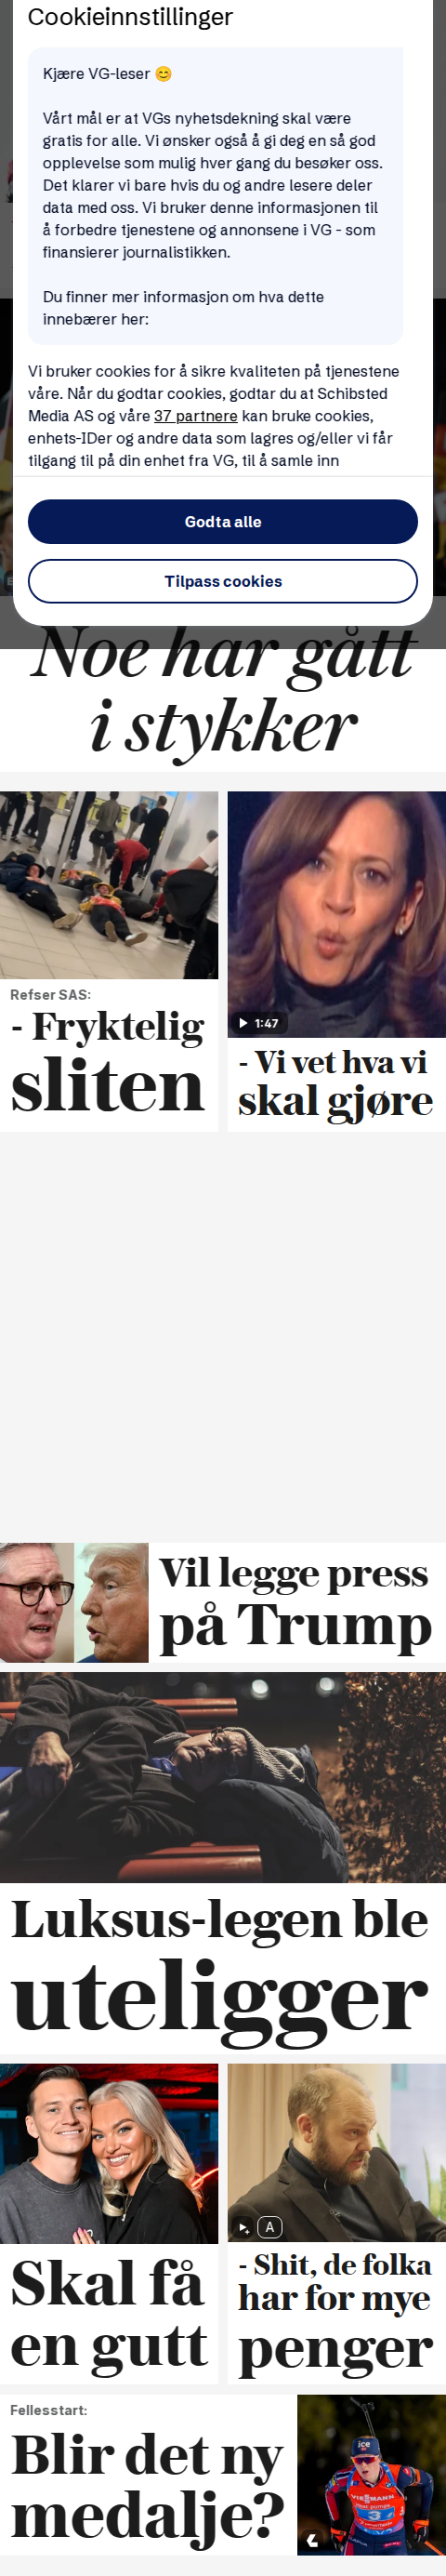 Cookieinnstillinger
Kjære VG-leser 😊
Vårt mål er at VGs nyhetsdekning skal være
gratis for alle. Vi ønsker også å gi deg en så god
opplevelse som mulig hver gang du besøker oss.
Det klarer vi bare hvis du og andre lesere deler
data med oss. Vi bruker denne informasjonen til
å forbedre tjenestene og annonsene i VG - som
finansierer journalistikken.
Du finner mer informasjon om hva dette
innebærer her:
Vi bruker cookies for å sikre kvaliteten på tjenestene
våre. Når du godtar cookies, godtar du at Schibsted
Media AS og våre 37 partnere kan bruke cookies,
enhets-IDer og andre data som lagres og/eller vi får
tilgang til på din enhet fra VG, til å samle inn
Godta alle
Tilpass cookies
Noe har gått
i stykker
Refser SAS:
- Fryktelig
sliten
1:47
- Vi vet hva vi
skal gjøre
Vil legge press
på Trump
Luksus-legen ble
uteligger
Skal få
en gutt
A
- Shit, de folka
har for mye
penger
Fellesstart:
Blir det ny
medalje?
ice
VIESMANN
3